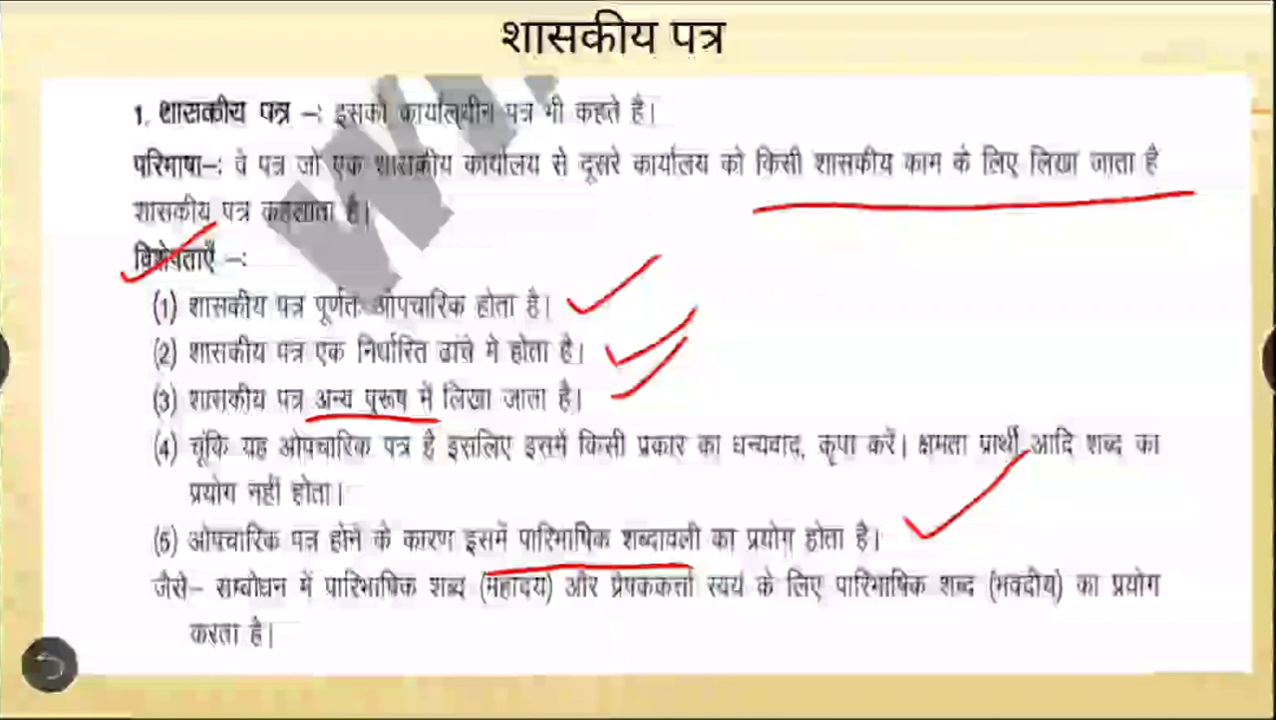 शासकीय पत्र
1. शासकीय पत्र -: इसको कार्यालयीन पत्र भी कहते है।
परिभाषा-: वे पत्र जो एक शासकीय कार्यालय से दूसरे कार्यालय को किसी शासकीय काम के लिए लिखा जाता है
शासकीय पत्र कहलाता है।
विशेषताएँ -:
(1) शासकीय पत्र पूर्णतः ओपचारिक होता है।
(2) शासकीय पत्र एक निर्धारित ढांचे मे होता है।
(3) शासकीय पत्र अन्य पुरूष में लिखा जाता है।
(4) चूंकि यह ओपचारिक पत्र है इसलिए इसमें किसी प्रकार का धन्यवाद, कृपा करें। क्षमता प्रार्थी आदि शब्द का
प्रयोग नहीं होता।
(5) ओपचारिक पत्र होने के कारण इसमें पारिभाषिक शब्दावली का प्रयोग होता है।
जैसे- सम्बोधन में पारिभाषिक शब्द (महोदय) और प्रेषककर्त्ता स्वयं के लिए पारिभाषिक शब्द (भवदीय) का प्रयोग
करता है।